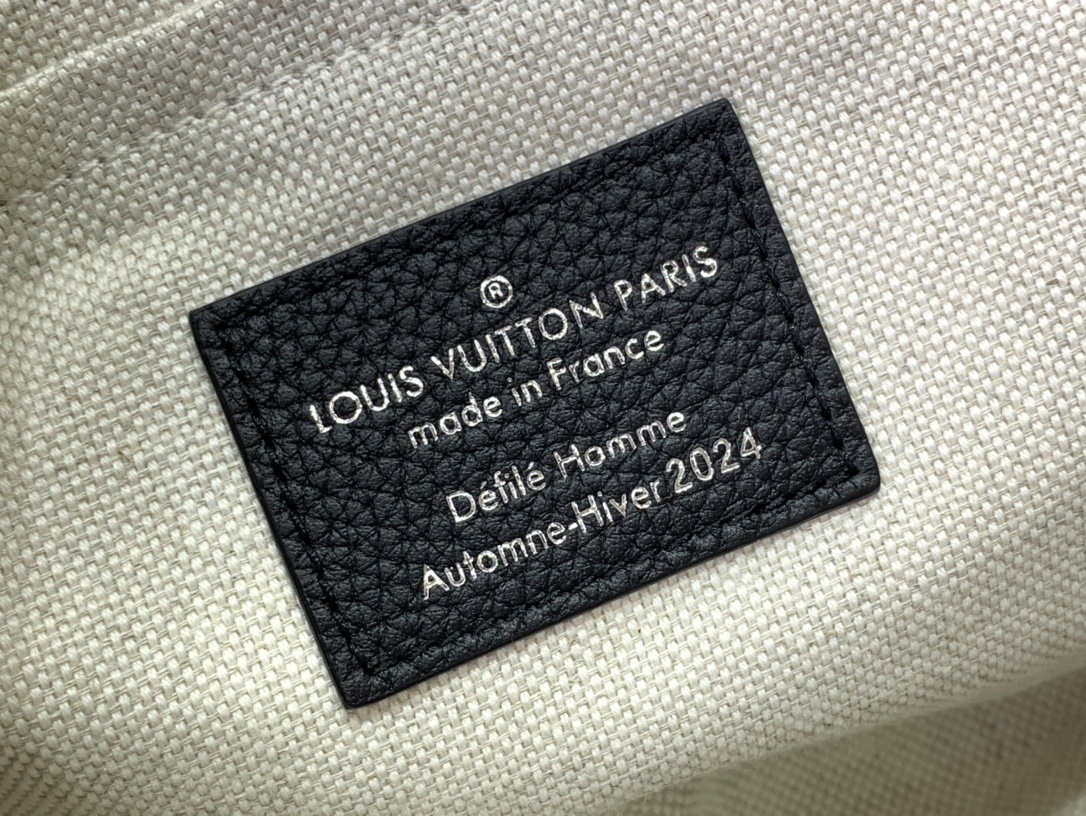 ®
LOUIS VUITTON PARIS
made in France
Défilé Homme
Automne-Hiver 2024